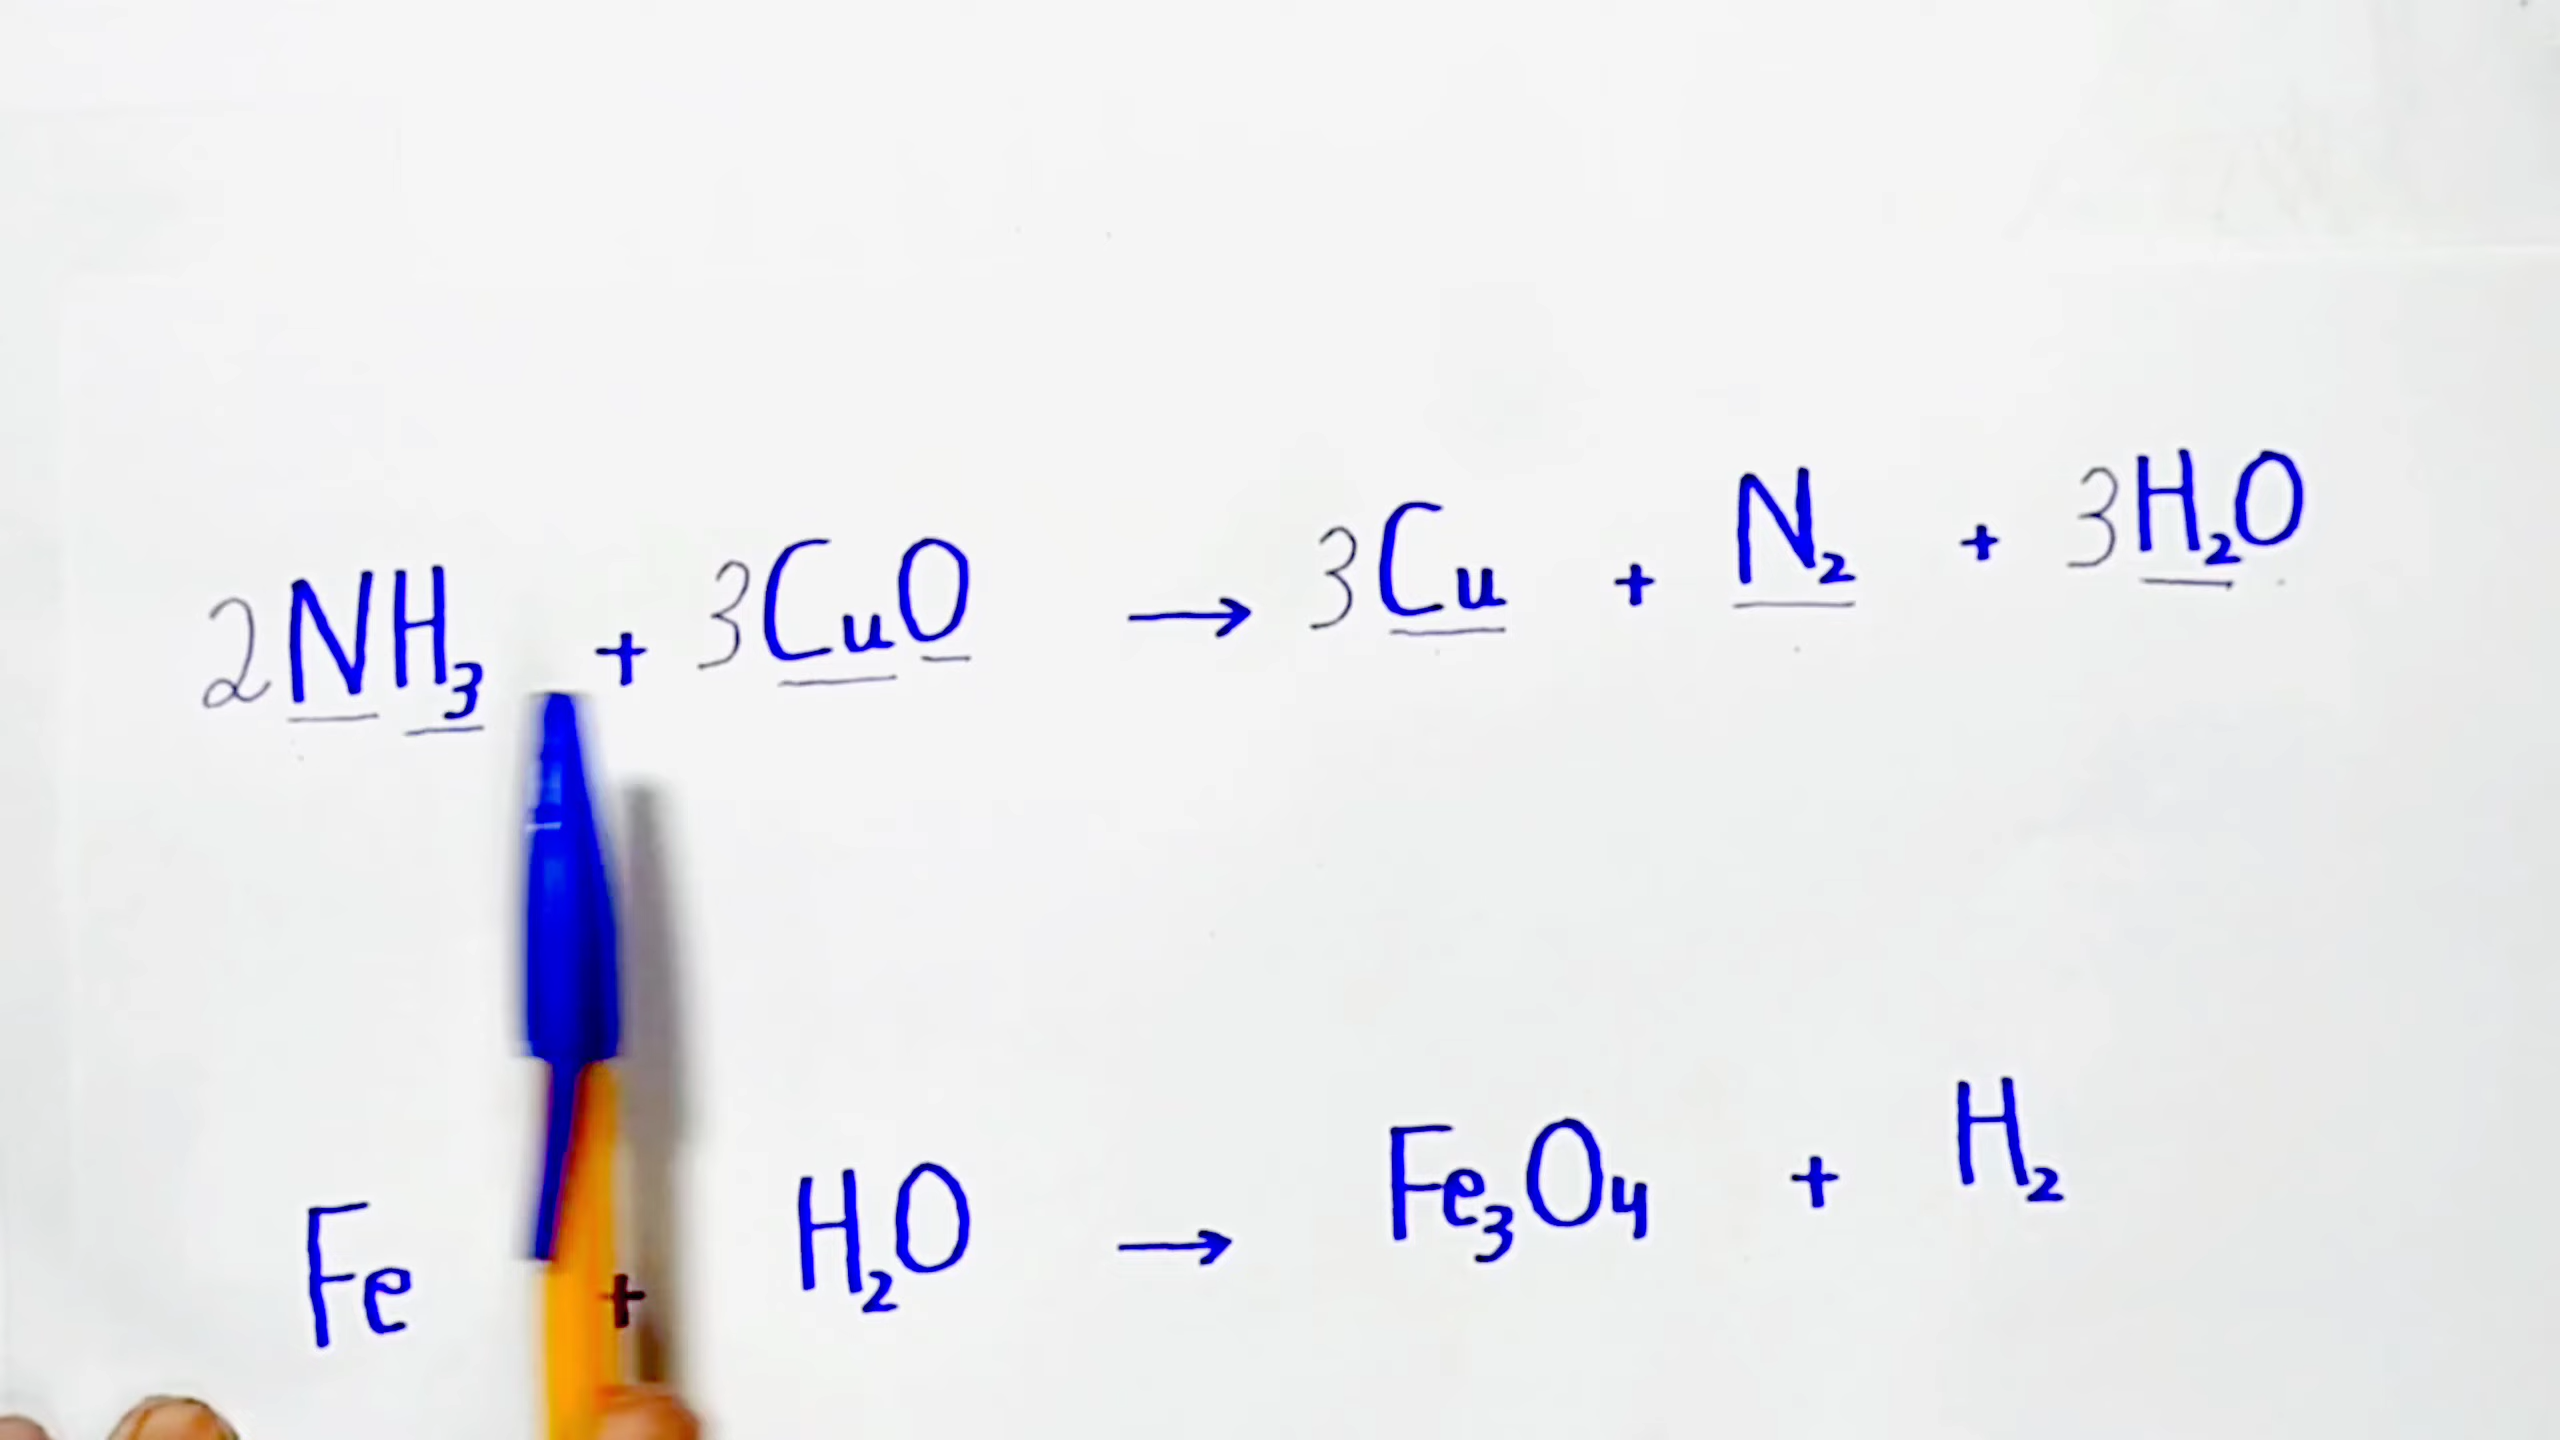 2NH₃ + 3CuO → 3Cu + N₂ + 3H₂O
Fe + H₂O → Fe₃O₄ + H₂